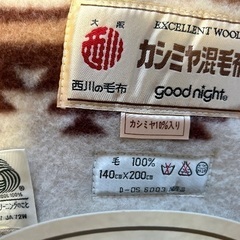 EXCELLENT WOOL
大阪
西川
カシミヤ混毛布
西川の毛布
good night
カシミヤ10%入り
毛 100%
140cm×200cm